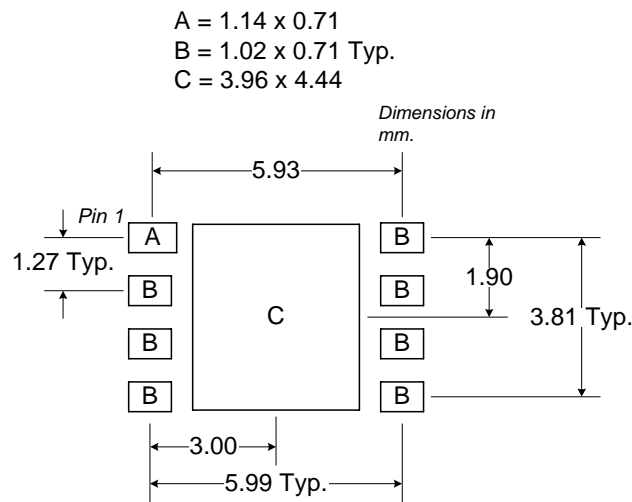 A = 1.14 x 0.71
B = 1.02 x 0.71 Typ.
C = 3.96 x 4.44
Dimensions in
mm.
5.93
Pin 1
A
B
1.27 Typ.
B
B
1.90
C
3.81 Typ.
B
B
B
B
3.00
5.99 Typ.